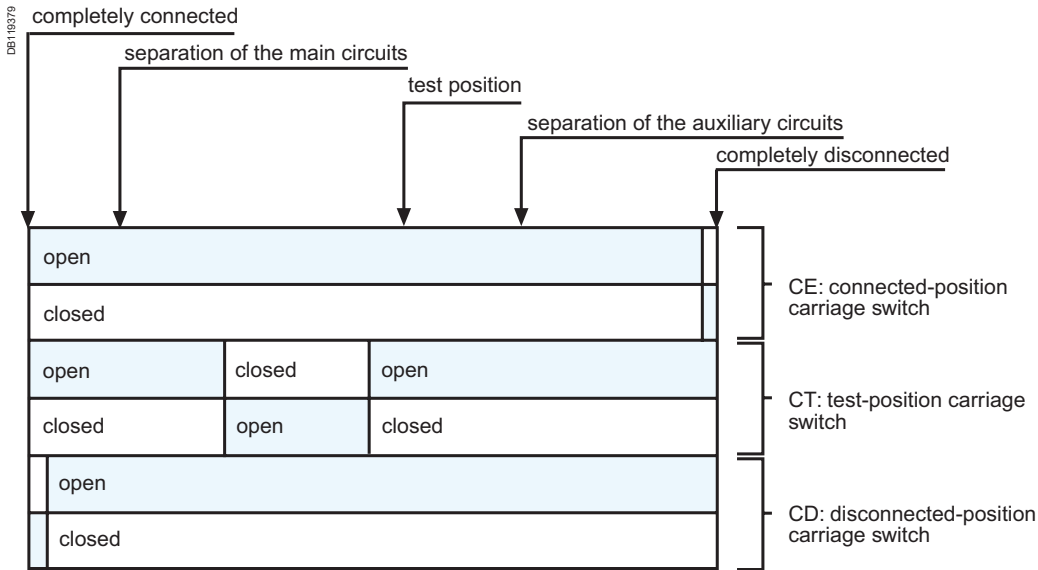 DB119379
completely connected
separation of the main circuits
test position
separation of the auxiliary circuits
completely disconnected
open
closed
CE: connected-position
carriage switch
open closed open
closed open closed
CT: test-position carriage
switch
open
closed
CD: disconnected-position
carriage switch